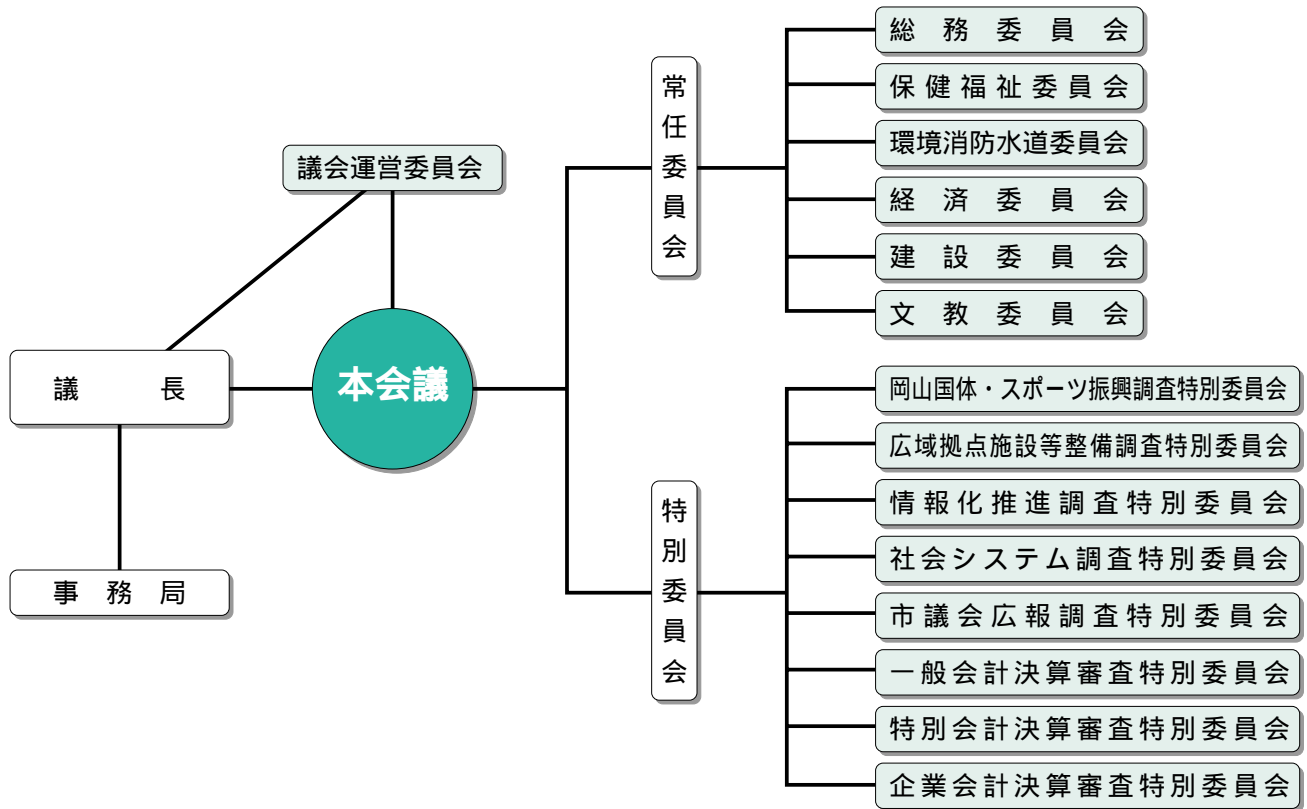 議会運営委員会
本会議
議長
事務局
常任委員会
総務委員会
保健福祉委員会
環境消防水道委員会
経済委員会
建設委員会
文教委員会
特別委員会
岡山国体・スポーツ振興調査特別委員会
広域拠点施設等整備調査特別委員会
情報化推進調査特別委員会
社会システム調査特別委員会
市議会広報調査特別委員会
一般会計決算審査特別委員会
特別会計決算審査特別委員会
企業会計決算審査特別委員会